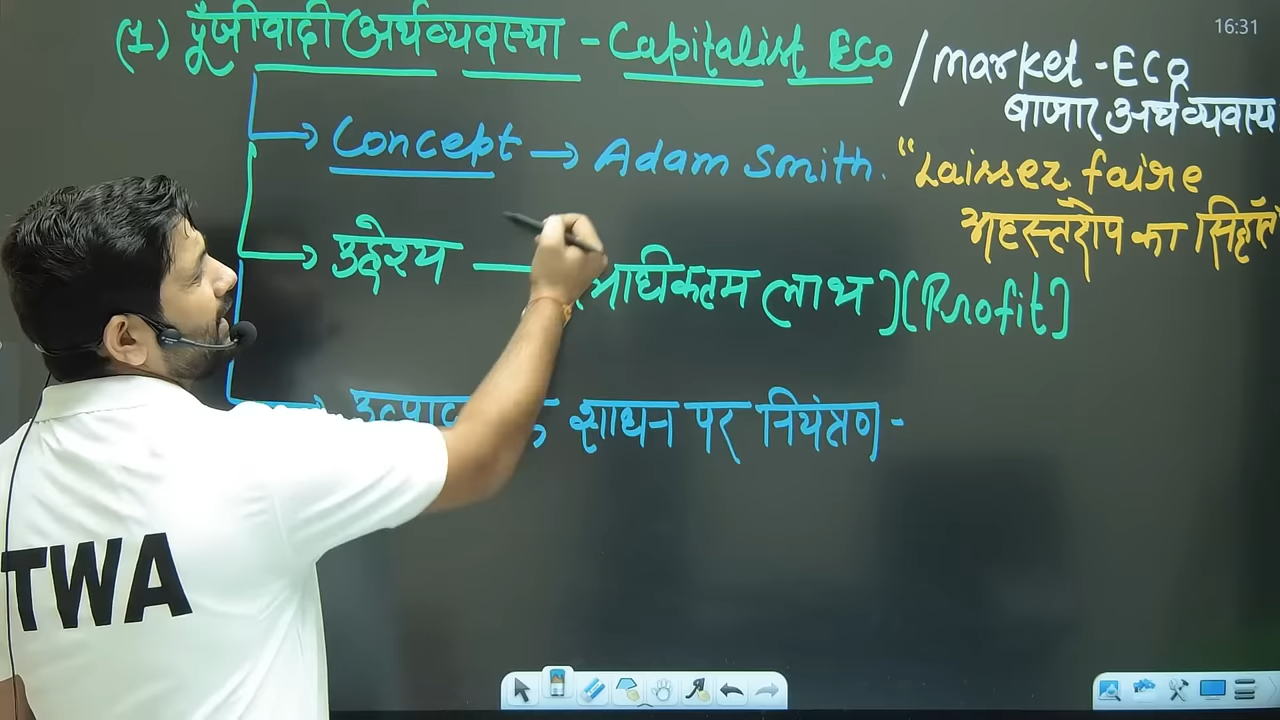 16:31
(1) पूँजीवादी अर्थव्यवस्था - Capitalist Eco / market - Eco
बाजार अर्थव्यवस्
Concept → Adam Smith. "Laissez faire
अहस्तक्षेप का
उद्देश्य — अधिकतम लाभ (Profit)
साधन पर नियंत्रण -
TWA